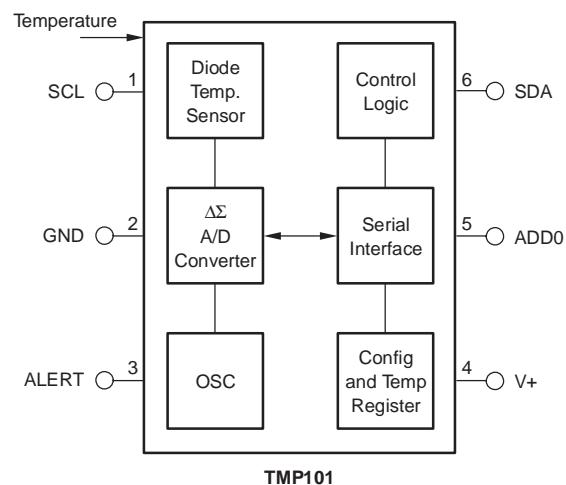 Temperature
SCL
1
Diode
Temp.
Sensor
Control
Logic
6
SDA
GND
2
ΔΣ
A/D
Converter
Serial
Interface
5
ADD0
ALERT
3
OSC
Config
and Temp
Register
4
V+
TMP101